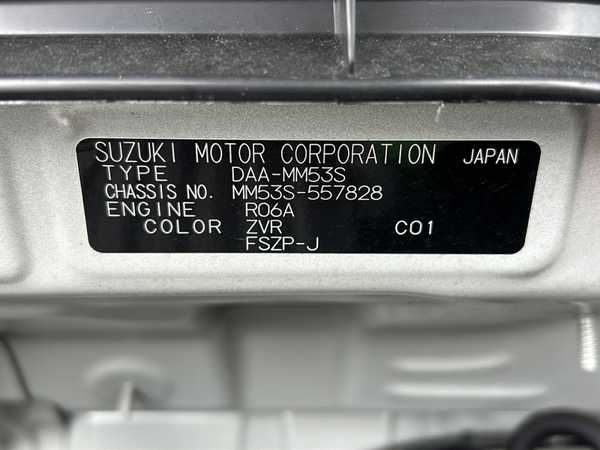 SUZUKI MOTOR CORPORATION JAPAN
TYPE DAA-MM53S
CHASSIS NO. MM53S-557828
ENGINE R06A
COLOR ZVR C01
FSZP-J